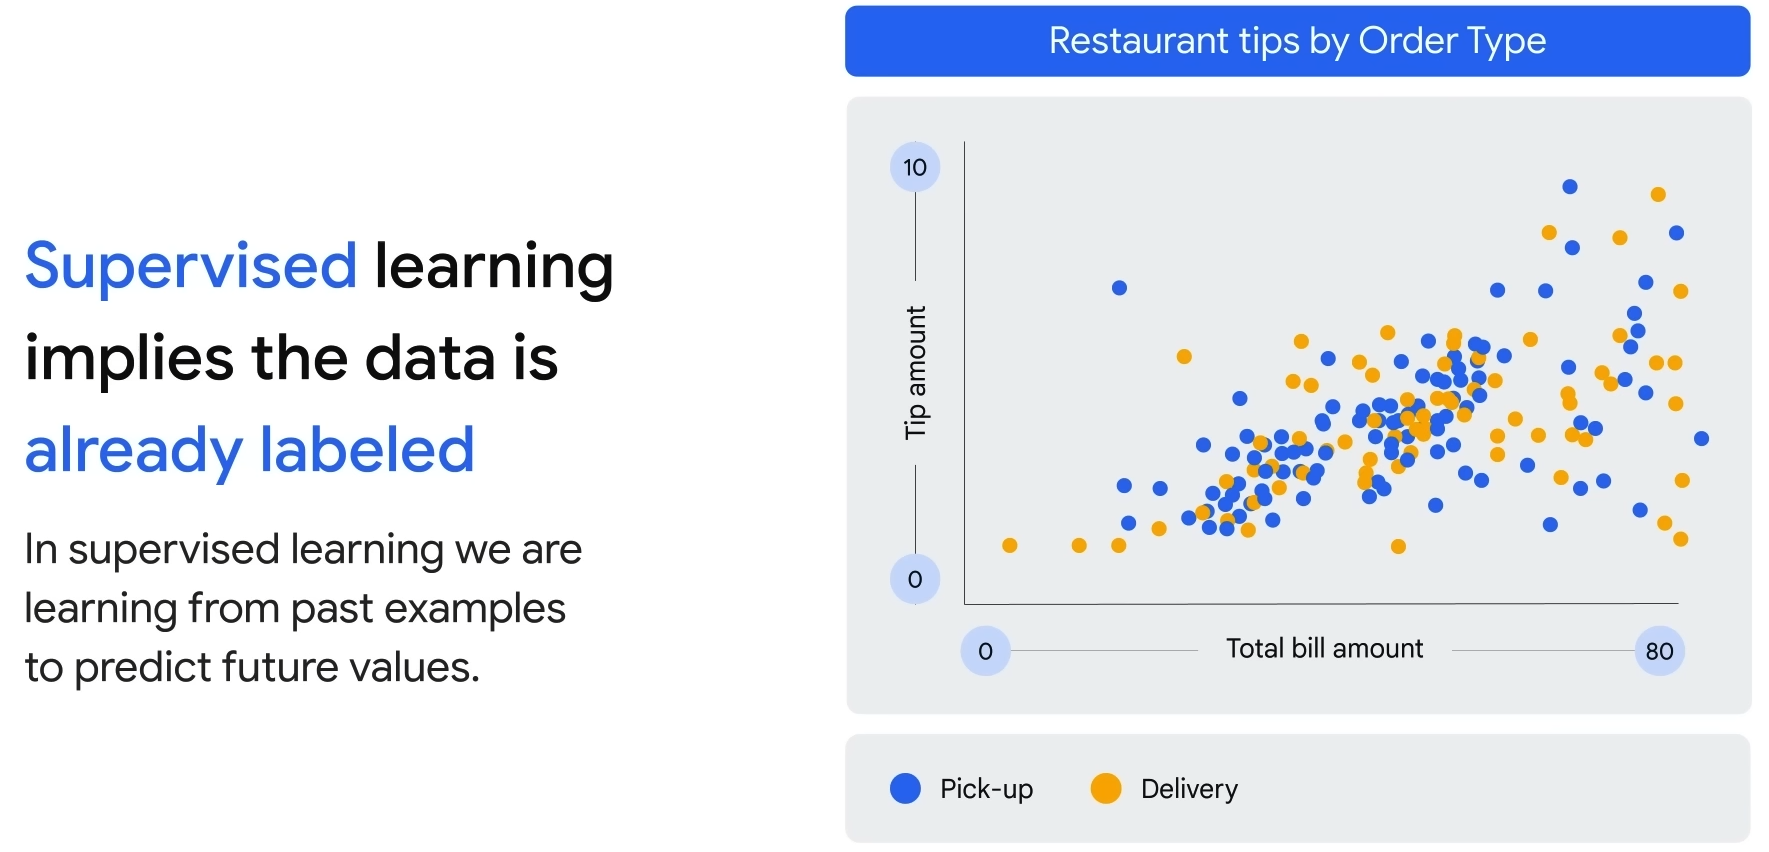 Supervised learning
implies the data is
already labeled
In supervised learning we are
learning from past examples
to predict future values.
Restaurant tips by Order Type
10
Tip amount
0
0
Total bill amount
80
Pick-up
Delivery